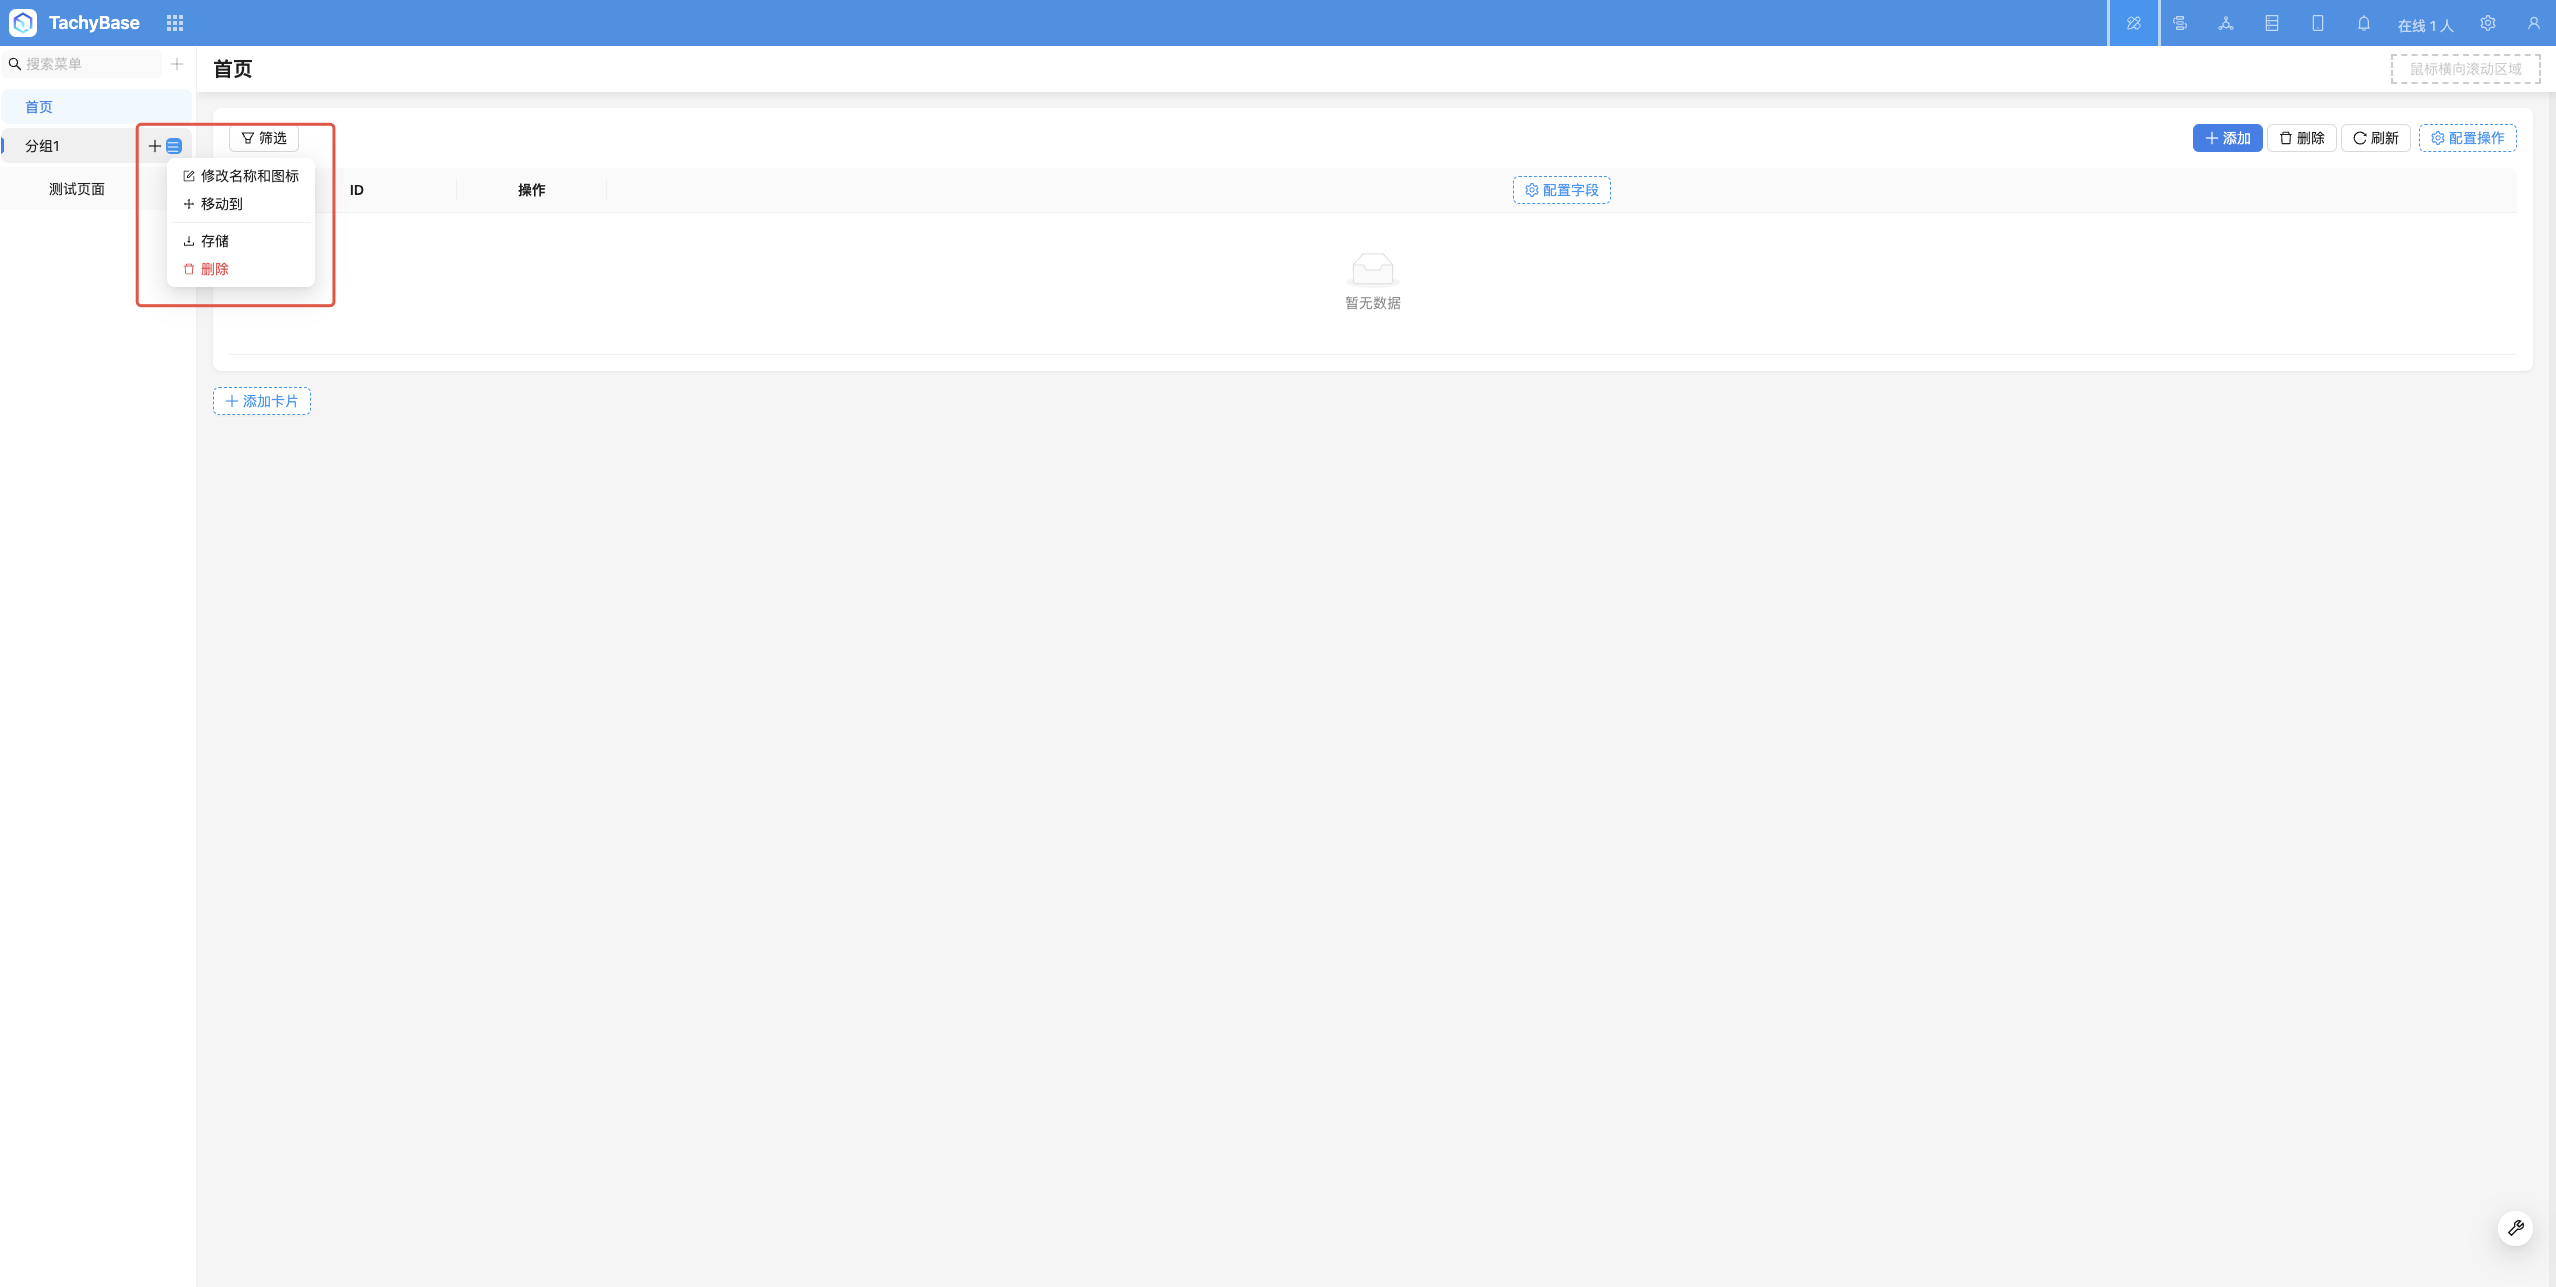 TachyBase
在线 1 人
搜索菜单
首页
鼠标横向滚动区域
首页
分组1
测试页面
筛选
添加
删除
刷新
配置操作
修改名称和图标
移动到
存储
删除
ID
操作
配置字段
暂无数据
添加卡片